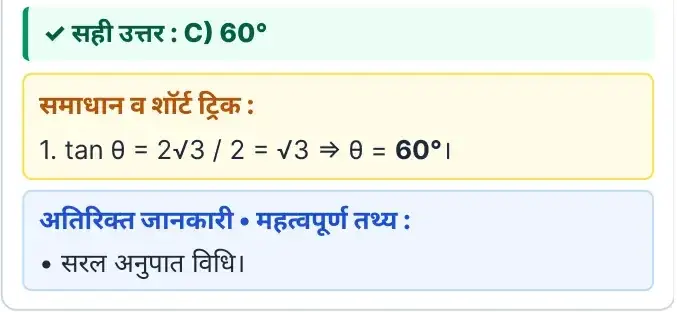 ✓ सही उत्तर : C) 60°
समाधान व शॉर्ट ट्रिक :
1. tan θ = 2√3 / 2 = √3 ⇒ θ = 60°।
अतिरिक्त जानकारी • महत्वपूर्ण तथ्य :
• सरल अनुपात विधि।